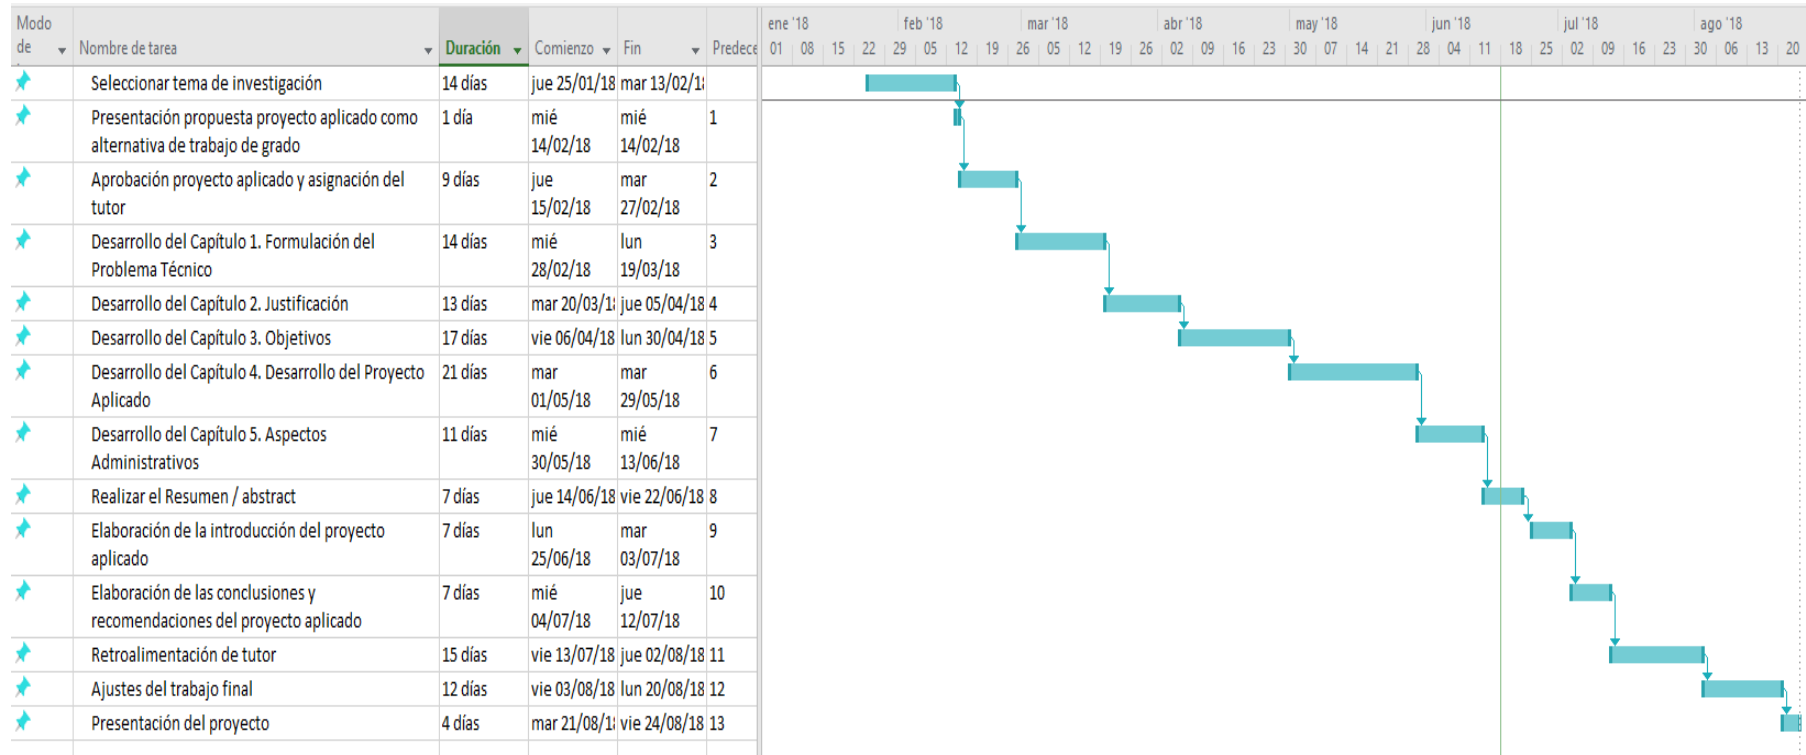 Modo de
Nombre de tarea
Duración
Comienzo
Fin
Predece
ene '18 feb '18 mar '18 abr '18 may '18 jun '18 jul '18 ago '18
01 08 15 22 29 05 12 19 26 05 12 19 26 02 09 16 23 30 07 14 21 28 04 11 18 25 02 09 16 23 30 06 13 20
Seleccionar tema de investigación 14 días jue 25/01/18 mar 13/02/1
Presentación propuesta proyecto aplicado como 1 día mié mié 1
alternativa de trabajo de grado 14/02/18 14/02/18
Aprobación proyecto aplicado y asignación del 9 días jue mar 2
tutor 15/02/18 27/02/18
Desarrollo del Capítulo 1. Formulación del 14 días mié lun 3
Problema Técnico 28/02/18 19/03/18
Desarrollo del Capítulo 2. Justificación 13 días mar 20/03/1 jue 05/04/18 4
Desarrollo del Capítulo 3. Objetivos 17 días vie 06/04/18 lun 30/04/18 5
Desarrollo del Capítulo 4. Desarrollo del Proyecto 21 días mar mar 6
Aplicado 01/05/18 29/05/18
Desarrollo del Capítulo 5. Aspectos 11 días mié mié 7
Administrativos 30/05/18 13/06/18
Realizar el Resumen / abstract 7 días jue 14/06/18 vie 22/06/18 8
Elaboración de la introducción del proyecto 7 días lun mar 9
aplicado 25/06/18 03/07/18
Elaboración de las conclusiones y 7 días mié jue 10
recomendaciones del proyecto aplicado 04/07/18 12/07/18
Retroalimentación de tutor 15 días vie 13/07/18 jue 02/08/18 11
Ajustes del trabajo final 12 días vie 03/08/18 lun 20/08/18 12
Presentación del proyecto 4 días mar 21/08/1 vie 24/08/18 13